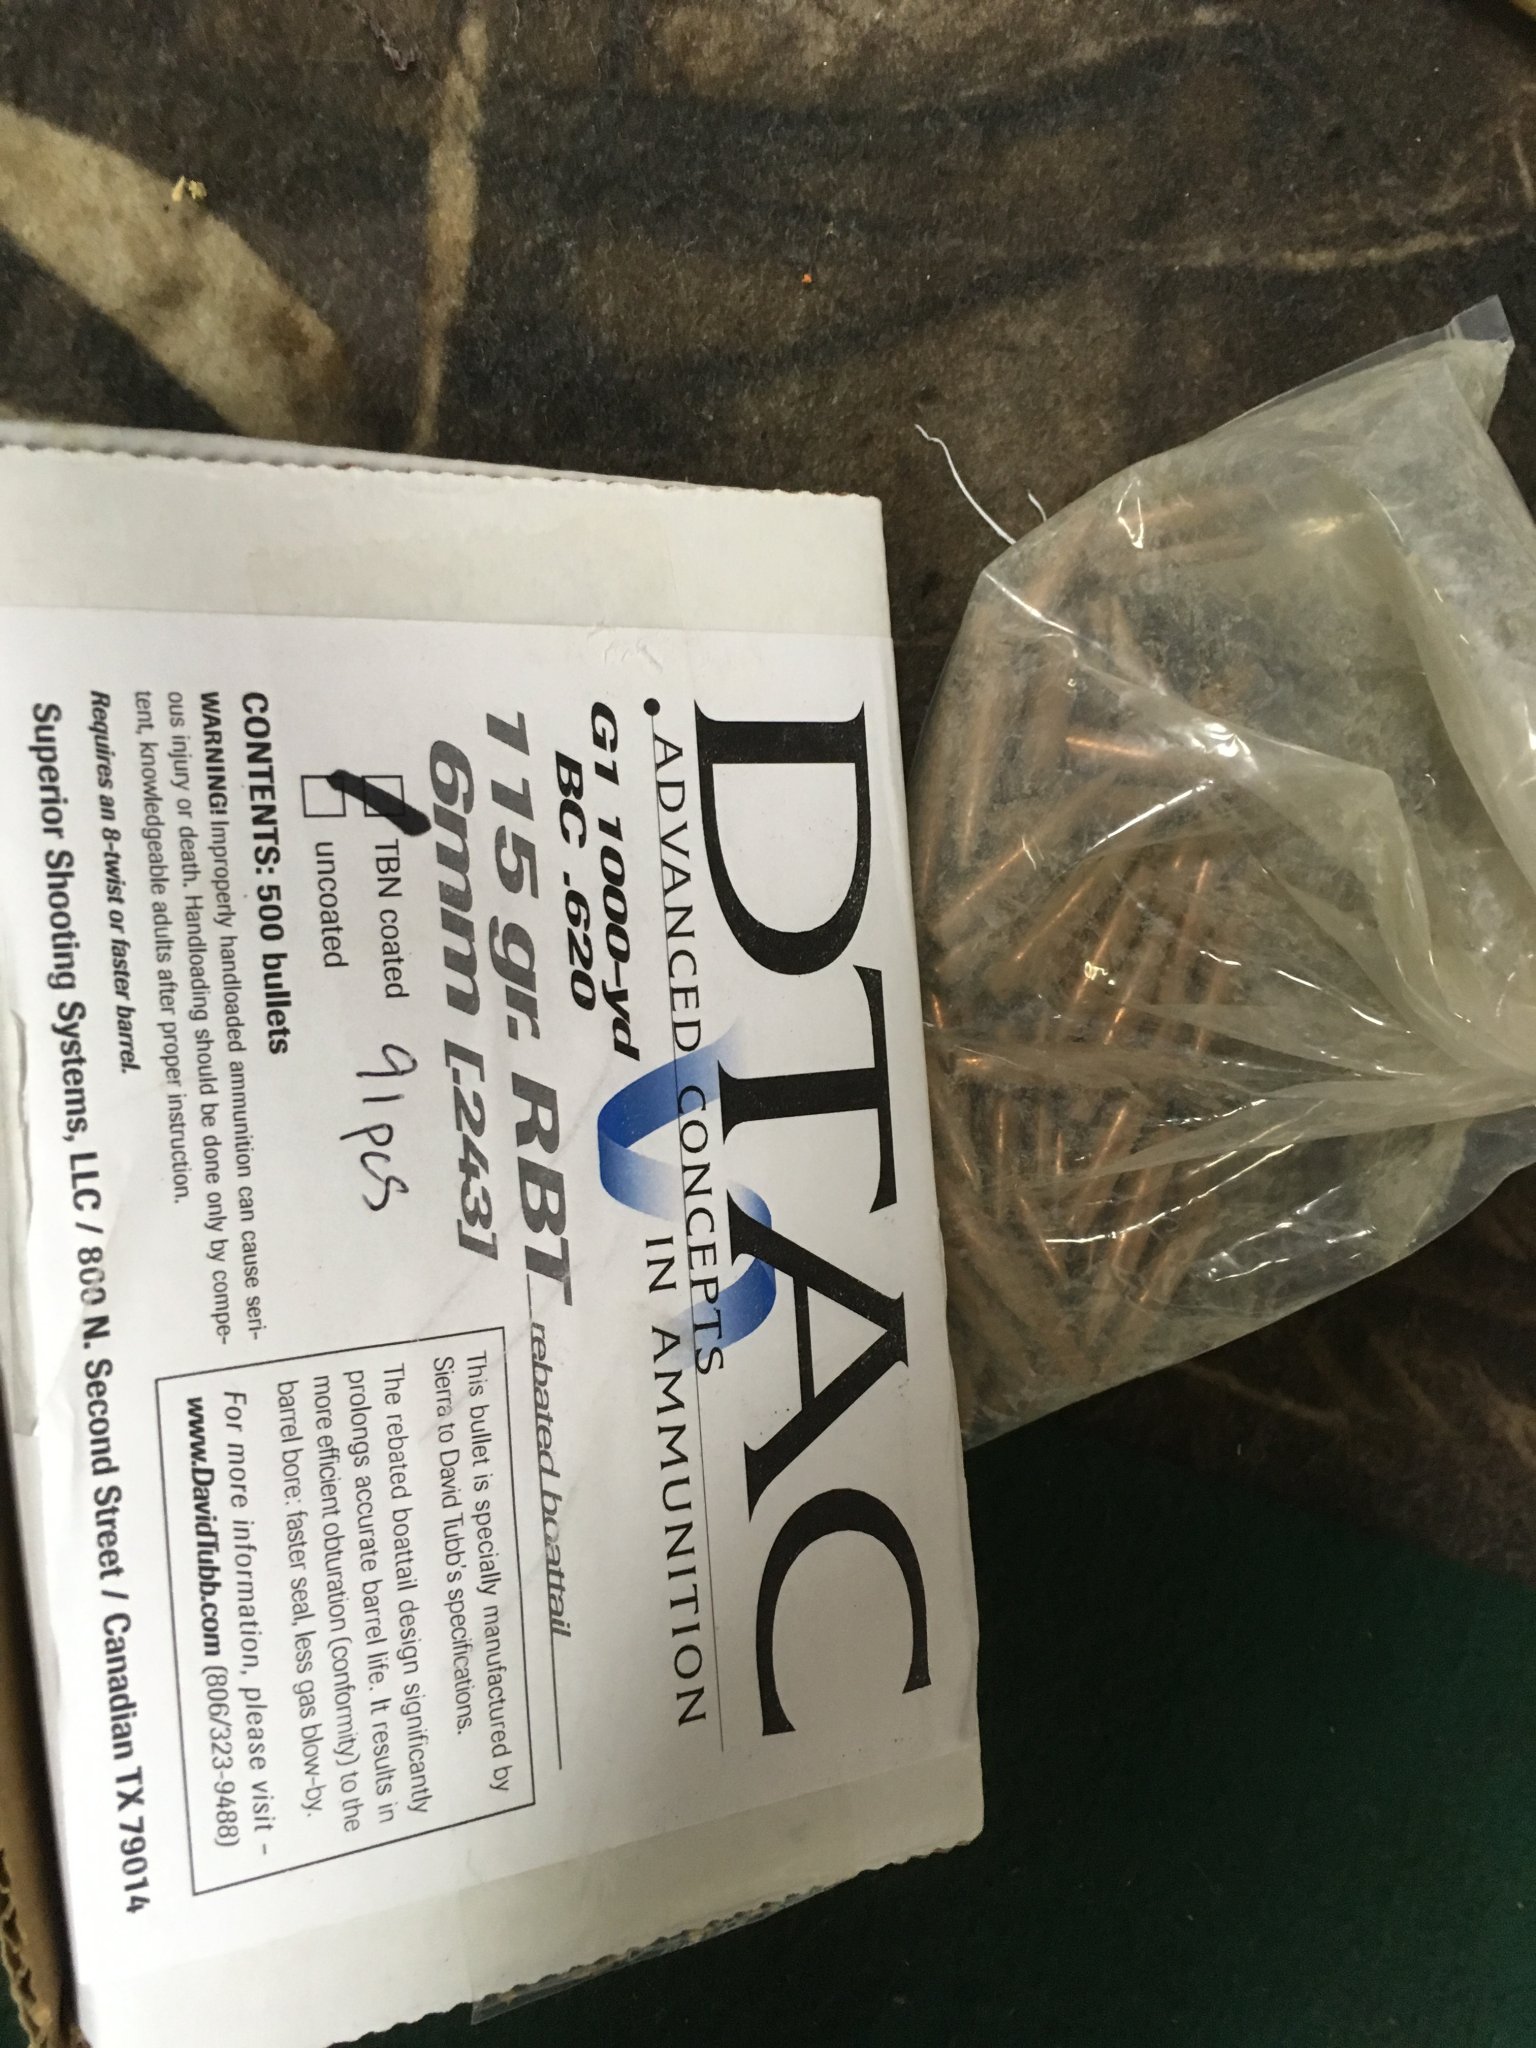 DTAC
ADVANCED CONCEPTS IN AMMUNITION
G1 1000-yd
BC .620
115 gr. RBT rebated boattail
6mm [.243]
TBN coated 91 pcs
uncoated
CONTENTS: 500 bullets
WARNING! Improperly handloaded ammunition can cause seri-
ous injury or death. Handloading should be done only by compe-
tent, knowledgeable adults after proper instruction.
Requires an 8-twist or faster barrel.
This bullet is specially manufactured by
Sierra to David Tubb's specifications.
The rebated boattail design significantly
prolongs accurate barrel life. It results in
more efficient obturation (conformity) to the
barrel bore: faster seal, less gas blow-by.
For more information, please visit -
www.DavidTubb.com (806/323-9488)
Superior Shooting Systems, LLC / 800 N. Second Street / Canadian TX 79014